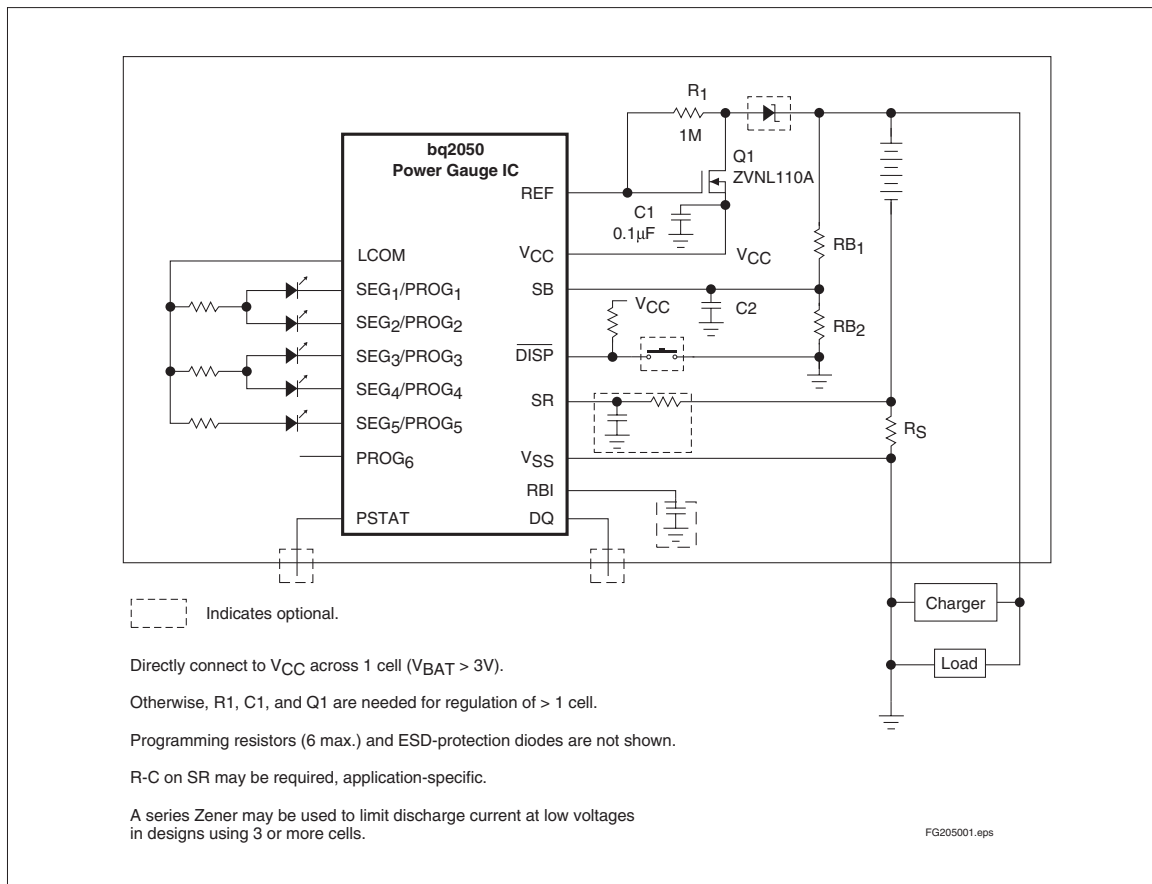 R1
1M
Q1
ZVNL110A
bq2050
Power Gauge IC
REF
C1
0.1μF
VCC
VCC
RB1
LCOM
SEG1/PROG1
SB
C2
VCC
RB2
SEG2/PROG2
SEG3/PROG3
DISP
SEG4/PROG4
SR
SEG5/PROG5
RS
PROG6
VSS
RBI
PSTAT
DQ
Charger
Indicates optional.
Load
Directly connect to VCC across 1 cell (VBAT > 3V).
Otherwise, R1, C1, and Q1 are needed for regulation of > 1 cell.
Programming resistors (6 max.) and ESD-protection diodes are not shown.
R-C on SR may be required, application-specific.
A series Zener may be used to limit discharge current at low voltages
in designs using 3 or more cells.
FG205001.eps